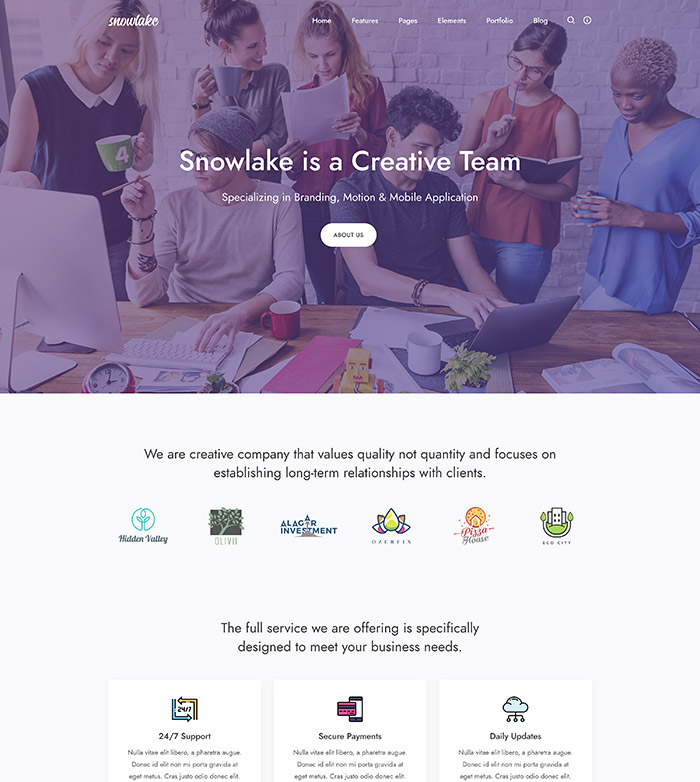 snowlake
Home Features Pages Elements Portfolio Blog
4
Snowlake is a Creative Team
Specializing in Branding, Motion & Mobile Application
ABOUT US
We are creative company that values quality not quantity and focuses on
establishing long-term relationships with clients.
Hidden Valley
OLIVII
ALAGAR
INVESTMENT
Pizza
House
ECO CITY
The full service we are offering is specifically
designed to meet your business needs.
24/7
24/7 Support
Nulla vitae elit libero, a pharetra augue.
Donec id elit non mi porta gravida at
eget metus. Cras justo odio donec elit.
Secure Payments
Nulla vitae elit libero, a pharetra augue.
Donec id elit non mi porta gravida at
eget metus. Cras justo odio donec elit.
Daily Updates
Nulla vitae elit libero, a pharetra augue.
Donec id elit non mi porta gravida at
eget metus. Cras justo odio donec elit.